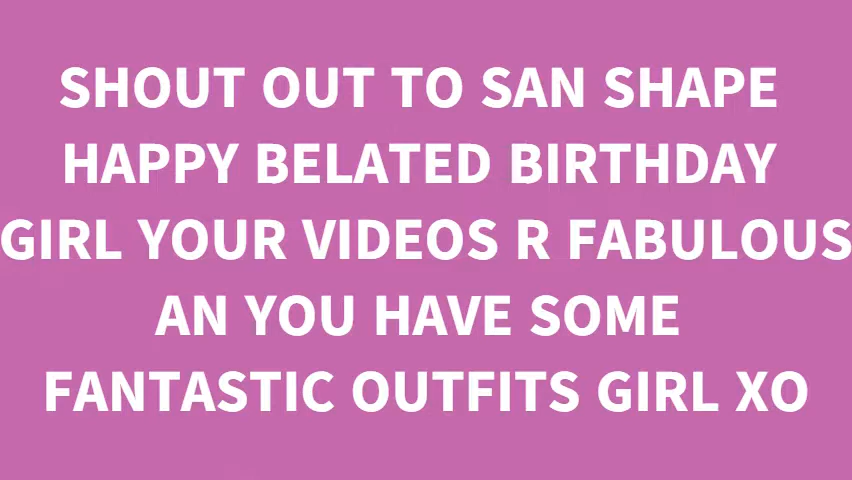 SHOUT OUT TO SAN SHAPE
HAPPY BELATED BIRTHDAY
GIRL YOUR VIDEOS R FABULOUS
AN YOU HAVE SOME
FANTASTIC OUTFITS GIRL XO